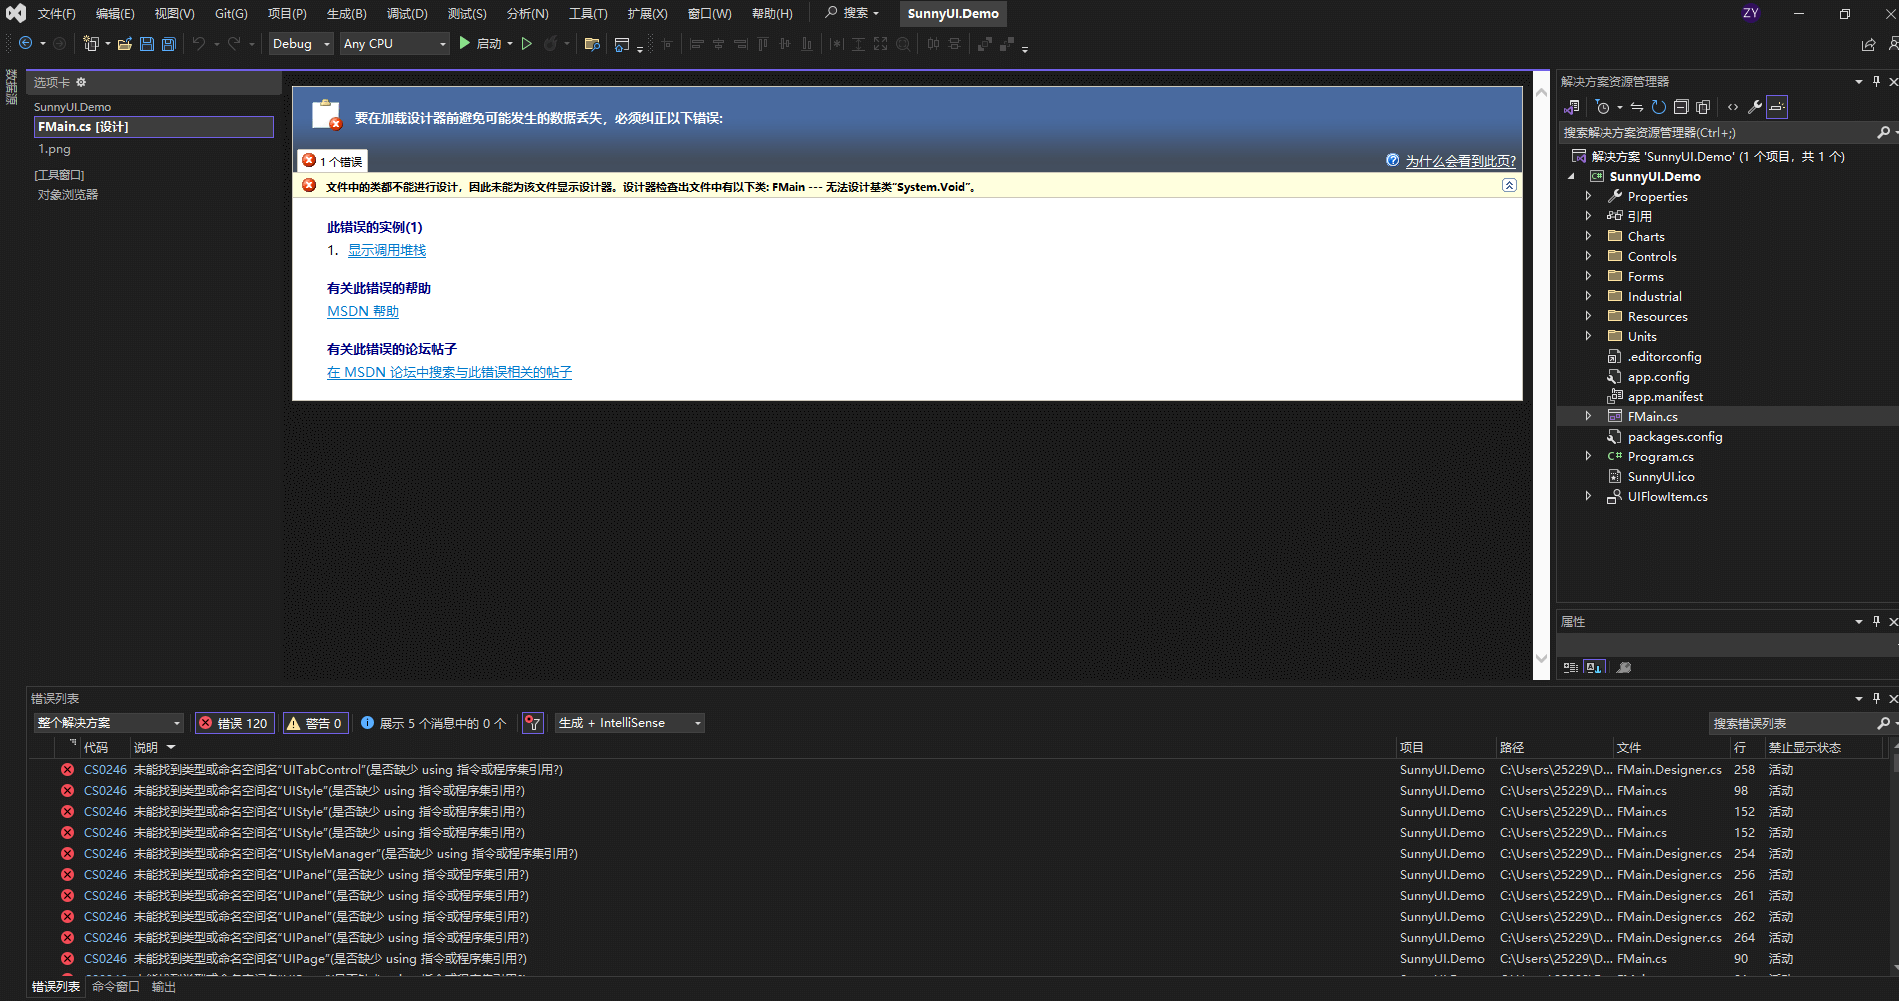 文件(F) 编辑(E) 视图(V) Git(G) 项目(P) 生成(B) 调试(D) 测试(S) 分析(N) 工具(T) 扩展(X) 窗口(W) 帮助(H) 搜索 SunnyUI.Demo ZY
Debug Any CPU 启动
数据源
选项卡
SunnyUI.Demo
FMain.cs [设计]
1.png
[工具窗口]
对象浏览器
要在加载设计器前避免可能发生的数据丢失，必须纠正以下错误:
1 个错误
为什么会看到此页?
文件中的类都不能进行设计，因此未能为该文件显示设计器。设计器检查出文件中有以下类: FMain --- 无法设计基类“System.Void”。
此错误的实例(1)
1. 显示调用堆栈
有关此错误的帮助
MSDN 帮助
有关此错误的论坛帖子
在 MSDN 论坛中搜索与此错误相关的帖子
解决方案资源管理器
搜索解决方案资源管理器(Ctrl+;)
解决方案 'SunnyUI.Demo' (1 个项目，共 1 个)
C# SunnyUI.Demo
Properties
引用
Charts
Controls
Forms
Industrial
Resources
Units
.editorconfig
app.config
app.manifest
FMain.cs
packages.config
C# Program.cs
SunnyUI.ico
UIFlowItem.cs
属性
错误列表
整个解决方案 错误 120 警告 0 展示 5 个消息中的 0 个 生成 + IntelliSense 搜索错误列表
代码 说明 项目 路径 文件 行 禁止显示状态
CS0246 未能找到类型或命名空间名“UITabControl”(是否缺少 using 指令或程序集引用?) SunnyUI.Demo C:\Users\25229\D... FMain.Designer.cs 258 活动
CS0246 未能找到类型或命名空间名“UIStyle”(是否缺少 using 指令或程序集引用?) SunnyUI.Demo C:\Users\25229\D... FMain.cs 98 活动
CS0246 未能找到类型或命名空间名“UIStyle”(是否缺少 using 指令或程序集引用?) SunnyUI.Demo C:\Users\25229\D... FMain.cs 152 活动
CS0246 未能找到类型或命名空间名“UIStyle”(是否缺少 using 指令或程序集引用?) SunnyUI.Demo C:\Users\25229\D... FMain.cs 152 活动
CS0246 未能找到类型或命名空间名“UIStyleManager”(是否缺少 using 指令或程序集引用?) SunnyUI.Demo C:\Users\25229\D... FMain.Designer.cs 254 活动
CS0246 未能找到类型或命名空间名“UIPanel”(是否缺少 using 指令或程序集引用?) SunnyUI.Demo C:\Users\25229\D... FMain.Designer.cs 256 活动
CS0246 未能找到类型或命名空间名“UIPanel”(是否缺少 using 指令或程序集引用?) SunnyUI.Demo C:\Users\25229\D... FMain.Designer.cs 261 活动
CS0246 未能找到类型或命名空间名“UIPanel”(是否缺少 using 指令或程序集引用?) SunnyUI.Demo C:\Users\25229\D... FMain.Designer.cs 262 活动
CS0246 未能找到类型或命名空间名“UIPanel”(是否缺少 using 指令或程序集引用?) SunnyUI.Demo C:\Users\25229\D... FMain.Designer.cs 264 活动
CS0246 未能找到类型或命名空间名“UIPage”(是否缺少 using 指令或程序集引用?) SunnyUI.Demo C:\Users\25229\D... FMain.cs 90 活动
错误列表 命令窗口 输出